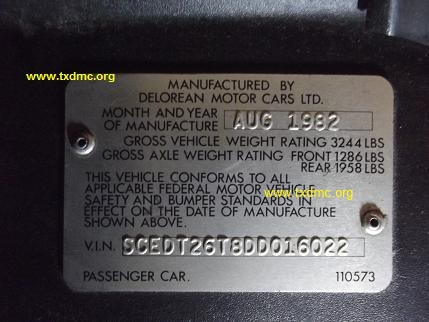 www.txdmc.org
MANUFACTURED BY
DELOREAN MOTOR CARS LTD.
MONTH AND YEAR
OF MANUFACTURE AUG 1982
GROSS VEHICLE WEIGHT RATING 3244 LBS
GROSS AXLE WEIGHT RATING FRONT 1286 LBS
REAR 1958 LBS
THIS VEHICLE CONFORMS TO ALL
APPLICABLE FEDERAL MOTOR VEHICLE
SAFETY AND BUMPER STANDARDS IN
EFFECT ON THE DATE OF MANUFACTURE
SHOWN ABOVE.
www.txdmc.org
V.I.N. SCEDT26T8DD016022
PASSENGER CAR. 110573